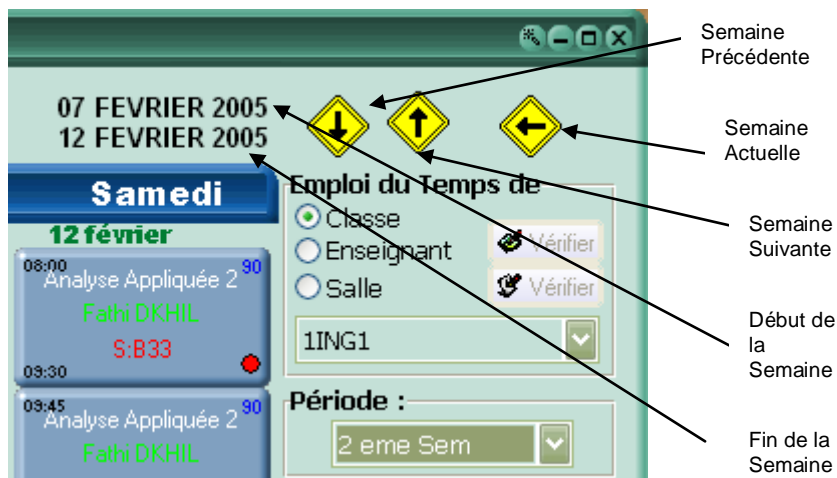 Semaine
Précédente
07 FEVRIER 2005
12 FEVRIER 2005
Semaine
Actuelle
Samedi
12 février
08:00
Analyse Appliquée 2
90
Fathi DKHIL
S:B33
09:30
09:45
Analyse Appliquée 2
90
Fathi DKHIL
Emploi du Temps de
Classe
Enseignant
Vérifier
Salle
Vérifier
1ING1
Période :
2 eme Sem
Semaine
Suivante
Début de
la
Semaine
Fin de la
Semaine